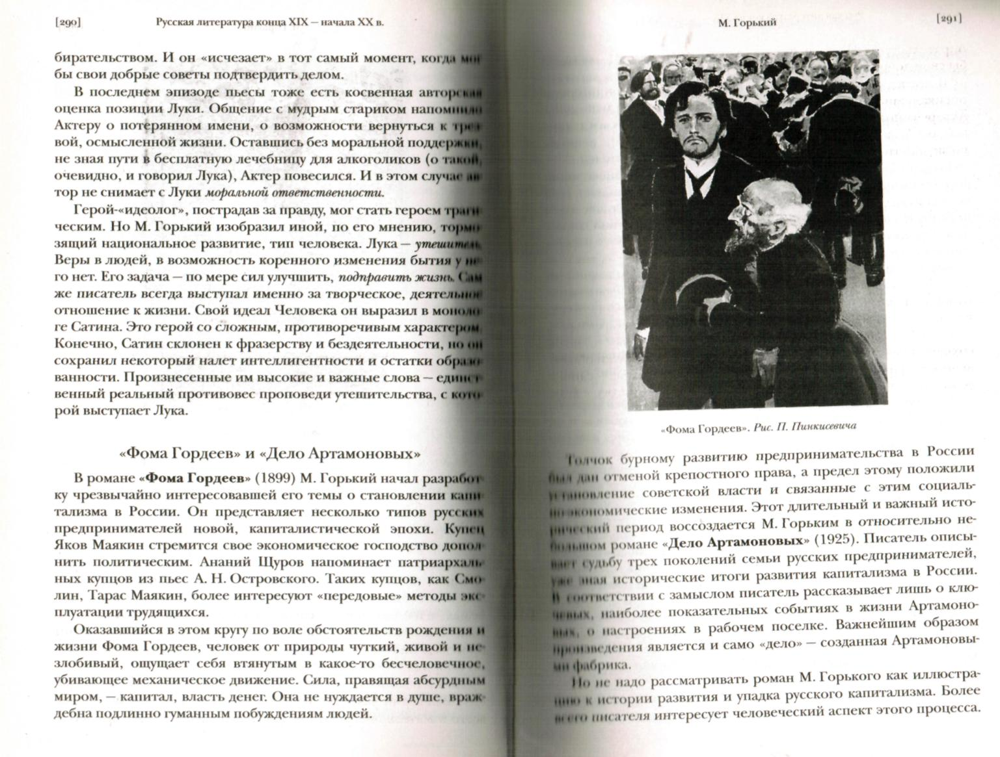 [290]
Русская литература конца XIX – начала XX в.
бирательством. И он «исчезает» в тот самый момент, когда мог
бы свои добрые советы подтвердить делом.
В последнем эпизоде пьесы тоже есть косвенная авторская
оценка позиции Луки. Общение с мудрым стариком напомнило
Актеру о потерянном имени, о возможности вернуться к трез-
вой, осмысленной жизни. Оставшись без моральной поддержки,
не зная пути в бесплатную лечебницу для алкоголиков (о такой,
очевидно, и говорил Лука), Актер повесился. И в этом случае ав-
тор не снимает с Луки моральной ответственности.
Герой-«идеолог», пострадав за правду, мог стать героем траги-
ческим. Но М. Горький изобразил иной, по его мнению, тормо-
зящий национальное развитие, тип человека. Лука – утешитель.
Веры в людей, в возможность коренного изменения бытия у не-
го нет. Его задача – по мере сил улучшить, подправить жизнь. Сам
же писатель всегда выступал именно за творческое, деятельное
отношение к жизни. Свой идеал Человека он выразил в моноло-
ге Сатина. Это герой со сложным, противоречивым характером.
Конечно, Сатин склонен к фразерству и бездеятельности, но он
сохранил некоторый налет интеллигентности и остатки образо-
ванности. Произнесенные им высокие и важные слова – единст-
венный реальный противовес проповеди утешительства, с кото-
рой выступает Лука.
«Фома Гордеев» и «Дело Артамоновых»
В романе «Фома Гордеев» (1899) М. Горький начал разработ-
ку чрезвычайно интересовавшей его темы о становлении капи-
тализма в России. Он представляет несколько типов русских
предпринимателей новой, капиталистической эпохи. Купец
Яков Маякин стремится свое экономическое господство допол-
нить политическим. Ананий Щуров напоминает патриархаль-
ных купцов из пьес А. Н. Островского. Таких купцов, как Смо-
лин, Тарас Маякин, более интересуют «передовые» методы экс-
плуатации трудящихся.
Оказавшийся в этом кругу по воле обстоятельств рождения и
жизни Фома Гордеев, человек от природы чуткий, живой и не-
злобивый, ощущает себя втянутым в какое-то бесчеловечное,
убивающее механическое движение. Сила, правящая абсурдным
миром, – капитал, власть денег. Она не нуждается в душе, враж-
дебна подлинно гуманным побуждениям людей.
М. Горький
[291]
«Фома Гордеев». Рис. П. Пинкисевича
Толчок бурному развитию предпринимательства в России
был дан отменой крепостного права, а предел этому положили
установление советской власти и связанные с этим социаль-
но-экономические изменения. Этот длительный и важный исто-
рический период воссоздается М. Горьким в относительно не-
большом романе «Дело Артамоновых» (1925). Писатель описы-
вает судьбу трех поколений семьи русских предпринимателей,
уже зная исторические итоги развития капитализма в России.
В соответствии с замыслом писатель рассказывает лишь о клю-
чевых, наиболее показательных событиях в жизни Артамоно-
вых, о настроениях в рабочем поселке. Важнейшим образом
произведения является и само «дело» – созданная Артамоновы-
ми фабрика.
Но не надо рассматривать роман М. Горького как иллюстра-
цию к истории развития и упадка русского капитализма. Более
всего писателя интересует человеческий аспект этого процесса.